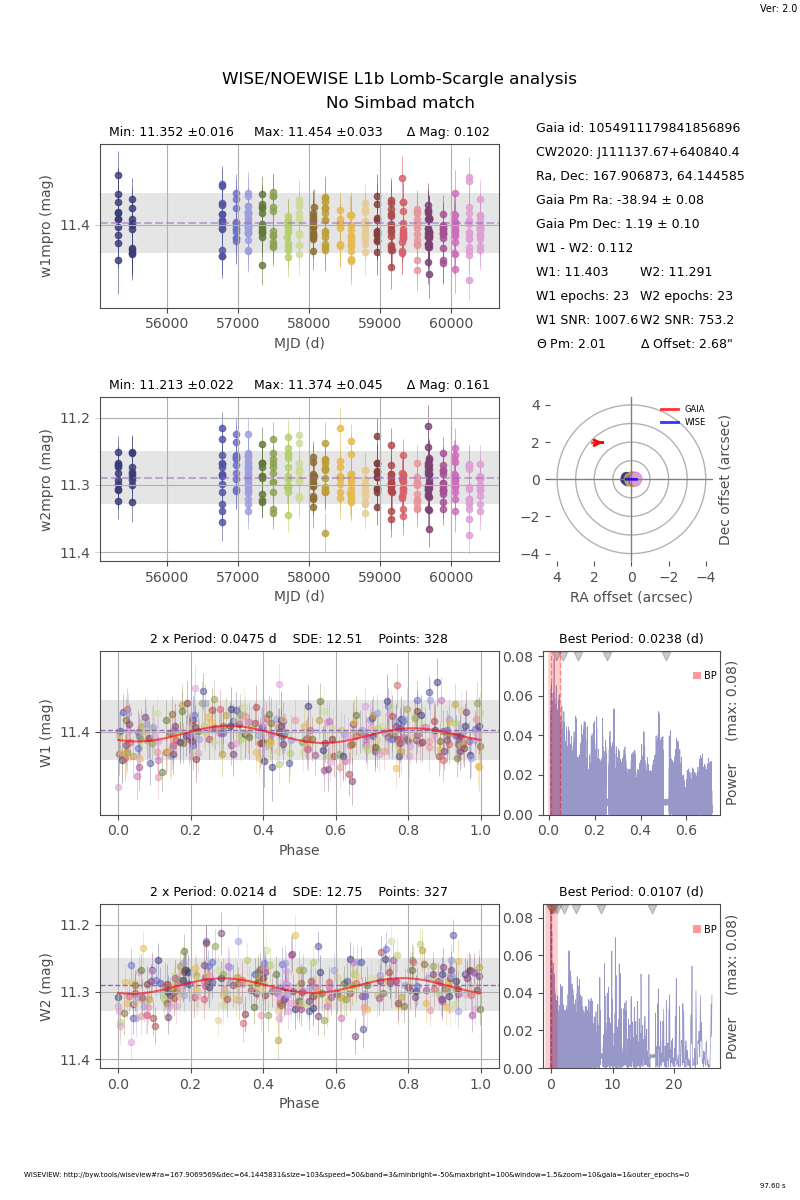 Ver: 2.0
WISE/NOEWISE L1b Lomb-Scargle analysis
No Simbad match
Min: 11.352 ±0.016 Max: 11.454 ±0.033 Δ Mag: 0.102
w1mpro (mag)
11.4
56000 57000 58000 59000 60000
MJD (d)
Gaia id: 1054911179841856896
CW2020: J111137.67+640840.4
Ra, Dec: 167.906873, 64.144585
Gaia Pm Ra: -38.94 ± 0.08
Gaia Pm Dec: 1.19 ± 0.10
W1 - W2: 0.112
W1: 11.403 W2: 11.291
W1 epochs: 23 W2 epochs: 23
W1 SNR: 1007.6 W2 SNR: 753.2
Θ Pm: 2.01 Δ Offset: 2.68"
Min: 11.213 ±0.022 Max: 11.374 ±0.045 Δ Mag: 0.161
w2mpro (mag)
11.2
11.3
11.4
56000 57000 58000 59000 60000
MJD (d)
GAIA
WISE
4
2
0
−2
−4
4 2 0 −2 −4
RA offset (arcsec)
Dec offset (arcsec)
2 x Period: 0.0475 d SDE: 12.51 Points: 328
W1 (mag)
11.4
0.0 0.2 0.4 0.6 0.8 1.0
Phase
Best Period: 0.0238 (d)
BP
0.08
0.06
0.04
0.02
0.00
0.0 0.2 0.4 0.6
Power (max: 0.08)
2 x Period: 0.0214 d SDE: 12.75 Points: 327
W2 (mag)
11.2
11.3
11.4
0.0 0.2 0.4 0.6 0.8 1.0
Phase
Best Period: 0.0107 (d)
BP
0.08
0.06
0.04
0.02
0.00
0 10 20
Power (max: 0.08)
WISEVIEW: http://byw.tools/wiseview#ra=167.9069569&dec=64.1445831&size=103&speed=50&band=3&minbright=-50&maxbright=100&window=1.5&zoom=10&gaia=1&outer_epochs=0
97.60 s